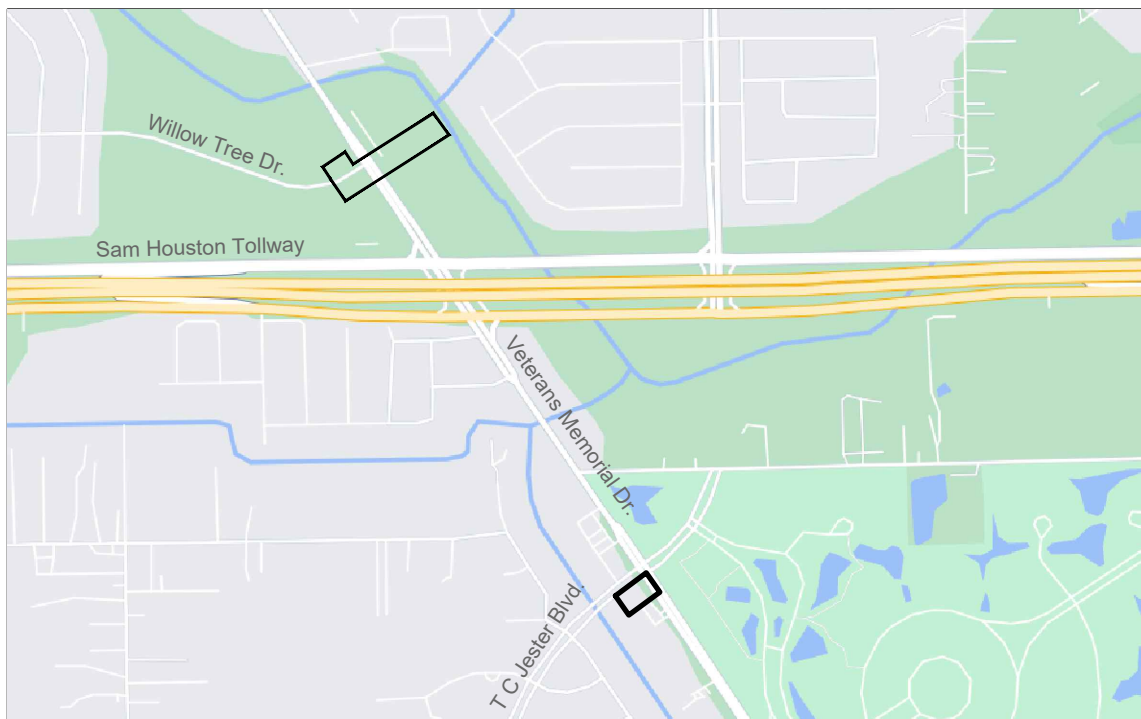 Willow Tree Dr.
Sam Houston Tollway
Veterans Memorial Dr.
T C Jester Blvd.